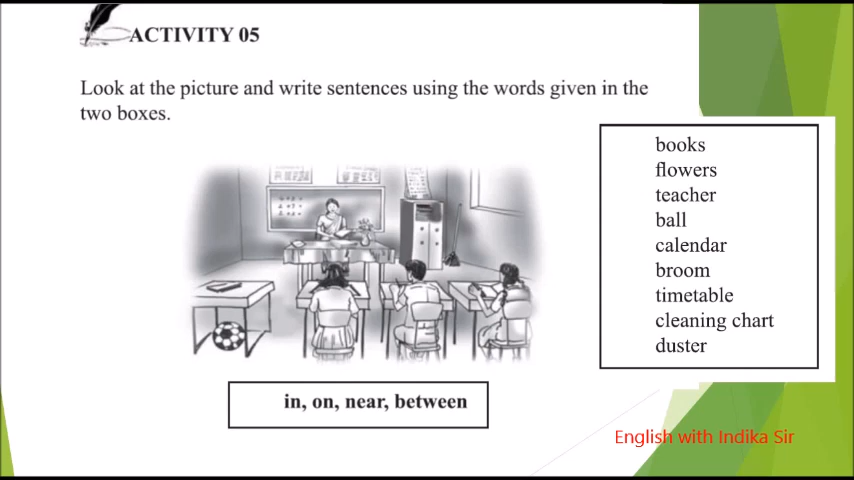 ACTIVITY 05
Look at the picture and write sentences using the words given in the
two boxes.
books
flowers
teacher
ball
calendar
broom
timetable
cleaning chart
duster
in, on, near, between
English with Indika Sir